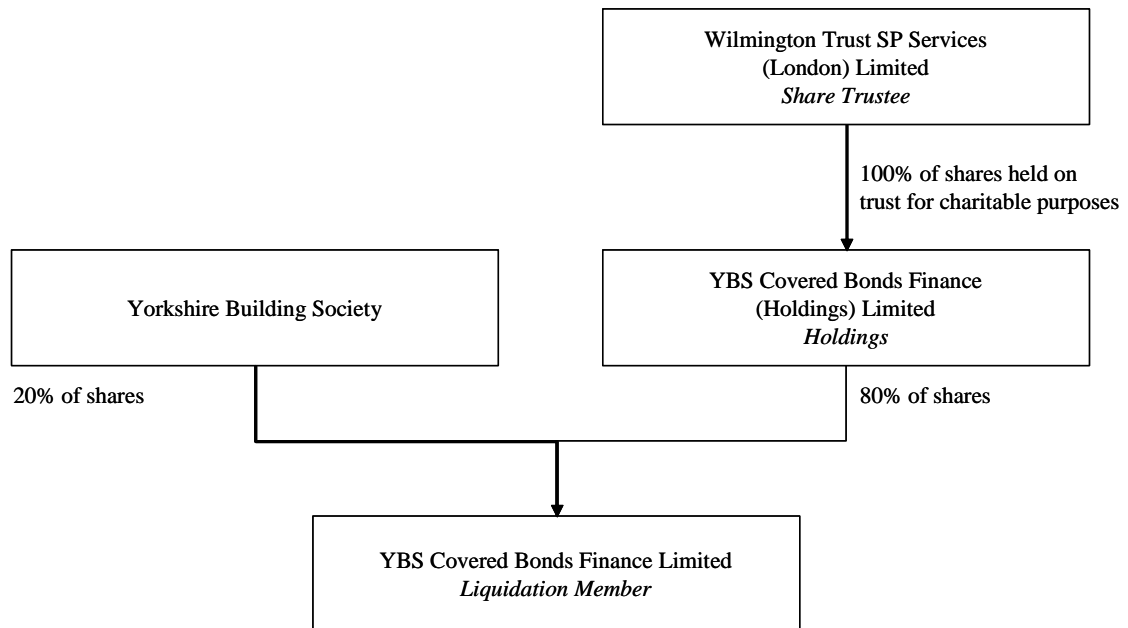 Wilmington Trust SP Services
(London) Limited
Share Trustee
100% of shares held on
trust for charitable purposes
Yorkshire Building Society
YBS Covered Bonds Finance
(Holdings) Limited
Holdings
20% of shares
80% of shares
YBS Covered Bonds Finance Limited
Liquidation Member